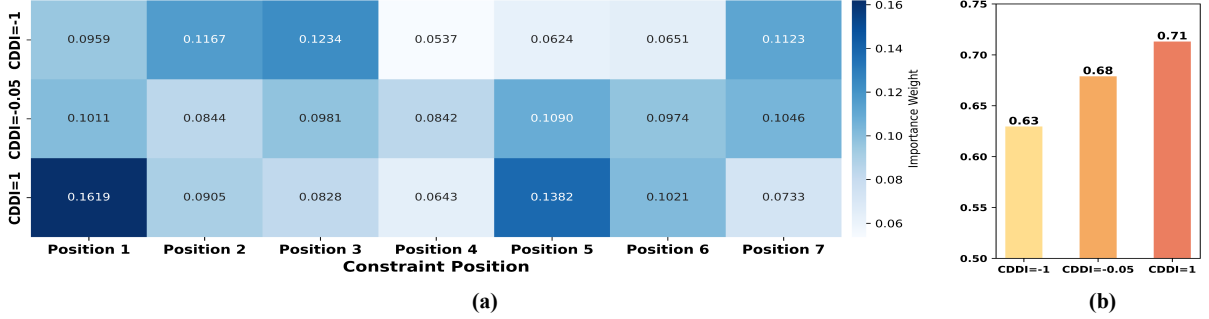 CDDI=-1
0.0959 0.1167 0.1234 0.0537 0.0624 0.0651 0.1123
CDDI=-0.05
0.1011 0.0844 0.0981 0.0842 0.1090 0.0974 0.1046
CDDI=1
0.1619 0.0905 0.0828 0.0643 0.1382 0.1021 0.0733
Position 1 Position 2 Position 3 Position 4 Position 5 Position 6 Position 7
Constraint Position
0.16
0.14
0.12
0.10
0.08
0.06
Importance Weight
(a)
0.75
0.70
0.65
0.60
0.55
0.50
0.63
0.68
0.71
CDDI=-1 CDDI=-0.05 CDDI=1
(b)